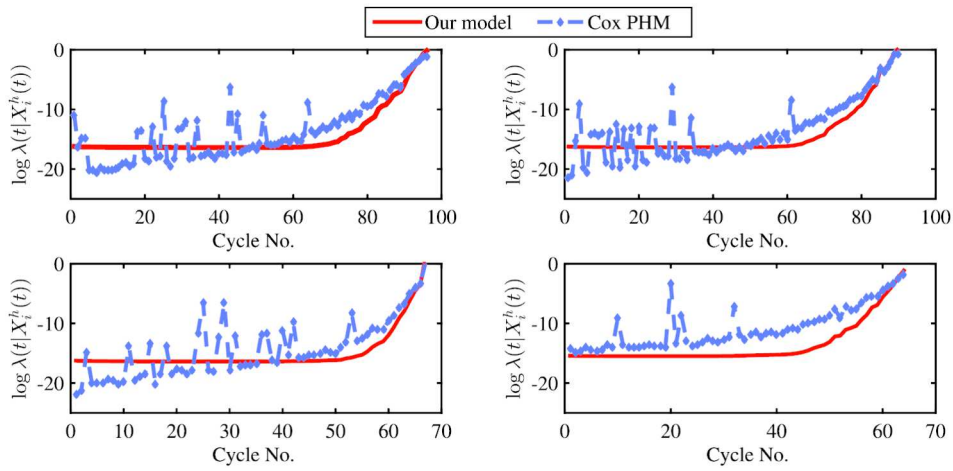 Our model Cox PHM
0
-10
-20
log λ(t|X_i^h(t))
0 20 40 60 80 100
Cycle No.
0
-10
-20
log λ(t|X_i^h(t))
0 20 40 60 80 100
Cycle No.
0
-10
-20
log λ(t|X_i^h(t))
0 10 20 30 40 50 60 70
Cycle No.
0
-10
-20
log λ(t|X_i^h(t))
0 20 40 60 70
Cycle No.